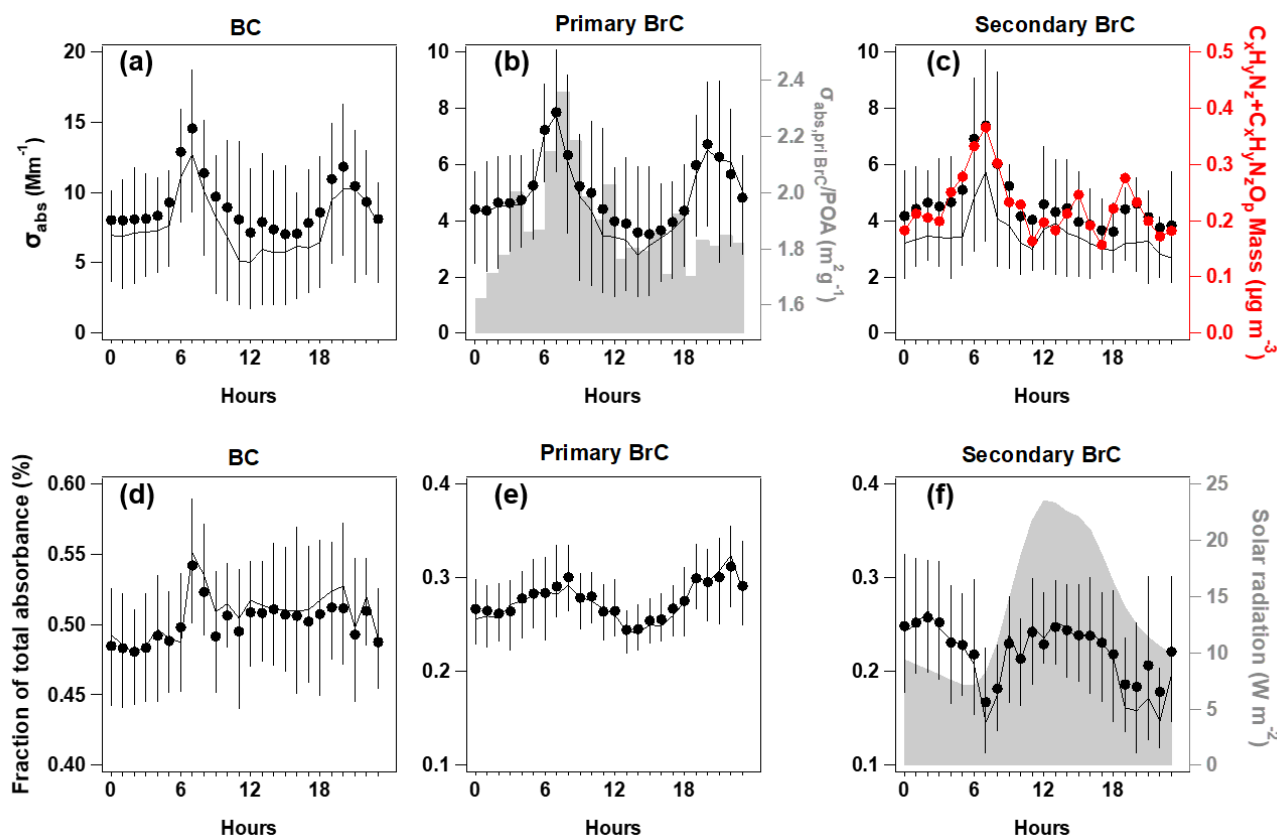 BC
Primary BrC
Secondary BrC
(a)
(b)
(c)
σabs (Mm-1)
20
15
10
5
0
0 6 12 18
Hours
10
8
6
4
2
0
2.4
2.2
2.0
1.8
1.6
σabs,pri BrC/POA (m2 g-1)
0 6 12 18
Hours
10
8
6
4
2
0
0.5
0.4
0.3
0.2
0.1
0.0
CxHyNz+CxHyNzOp Mass (µg m-3)
0 6 12 18
Hours
BC
Primary BrC
Secondary BrC
(d)
(e)
(f)
Fraction of total absorbance (%)
0.60
0.55
0.50
0.45
0.40
0 6 12 18
Hours
0.4
0.3
0.2
0.1
0 6 12 18
Hours
0.4
0.3
0.2
0.1
25
20
15
10
5
0
Solar radiation (W m-2)
0 6 12 18
Hours